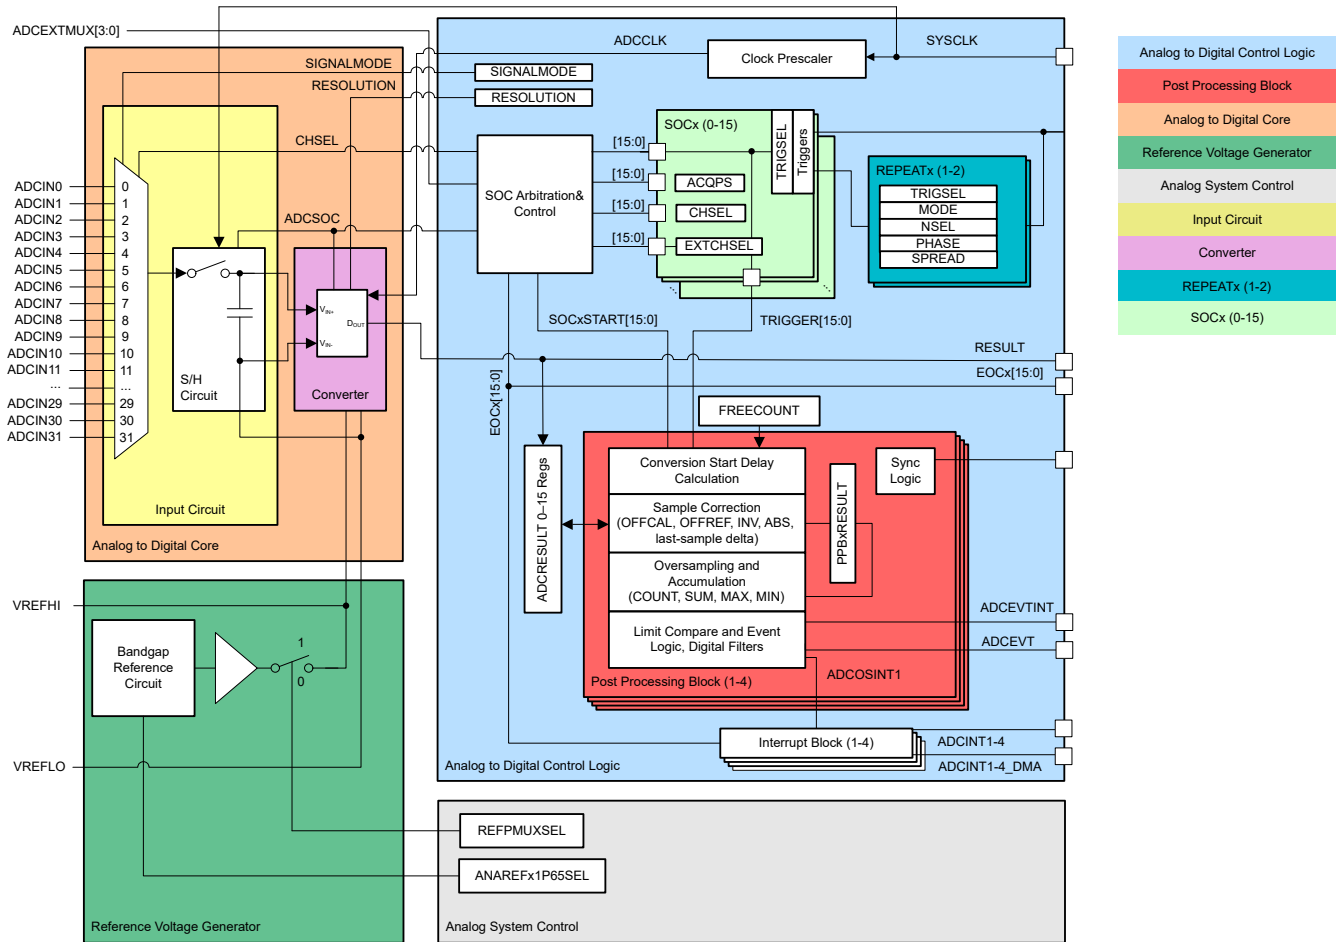 ADCEXTMUX[3:0]
SIGNALMODE
RESOLUTION
CHSEL
ADCSOC
ADCIN0
ADCIN1
ADCIN2
ADCIN3
ADCIN4
ADCIN5
ADCIN6
ADCIN7
ADCIN8
ADCIN9
ADCIN10
ADCIN11
...
ADCIN29
ADCIN30
ADCIN31
0
1
2
3
4
5
6
7
8
9
10
11
...
29
30
31
S/H
Circuit
VIN+
DOUT
VIN-
Converter
Input Circuit
Analog to Digital Core
VREFHI
Bandgap
Reference
Circuit
1
0
VREFLO
Reference Voltage Generator
ADCCLK
Clock Prescaler
SYSCLK
SIGNALMODE
RESOLUTION
SOC Arbitration&
Control
[15:0]
[15:0]
[15:0]
[15:0]
SOCx (0-15)
TRIGSEL
Triggers
ACQPS
CHSEL
EXTCHSEL
REPEATx (1-2)
TRIGSEL
MODE
NSEL
PHASE
SPREAD
SOCxSTART[15:0]
TRIGGER[15:0]
RESULT
EOCx[15:0]
EOCx[15:0]
FREECOUNT
ADCRESULT 0–15 Regs
Conversion Start Delay
Calculation
Sample Correction
(OFFCAL, OFFREF, INV, ABS,
last-sample delta)
Oversampling and
Accumulation
(COUNT, SUM, MAX, MIN)
Limit Compare and Event
Logic, Digital Filters
PPBxRESULT
Sync
Logic
Post Processing Block (1-4)
ADCEVTINT
ADCEVT
ADCOSINT1
Interrupt Block (1-4)
ADCINT1-4
ADCINT1-4_DMA
Analog to Digital Control Logic
REFPMUXSEL
ANAREFx1P65SEL
Analog System Control
Analog to Digital Control Logic
Post Processing Block
Analog to Digital Core
Reference Voltage Generator
Analog System Control
Input Circuit
Converter
REPEATx (1-2)
SOCx (0-15)